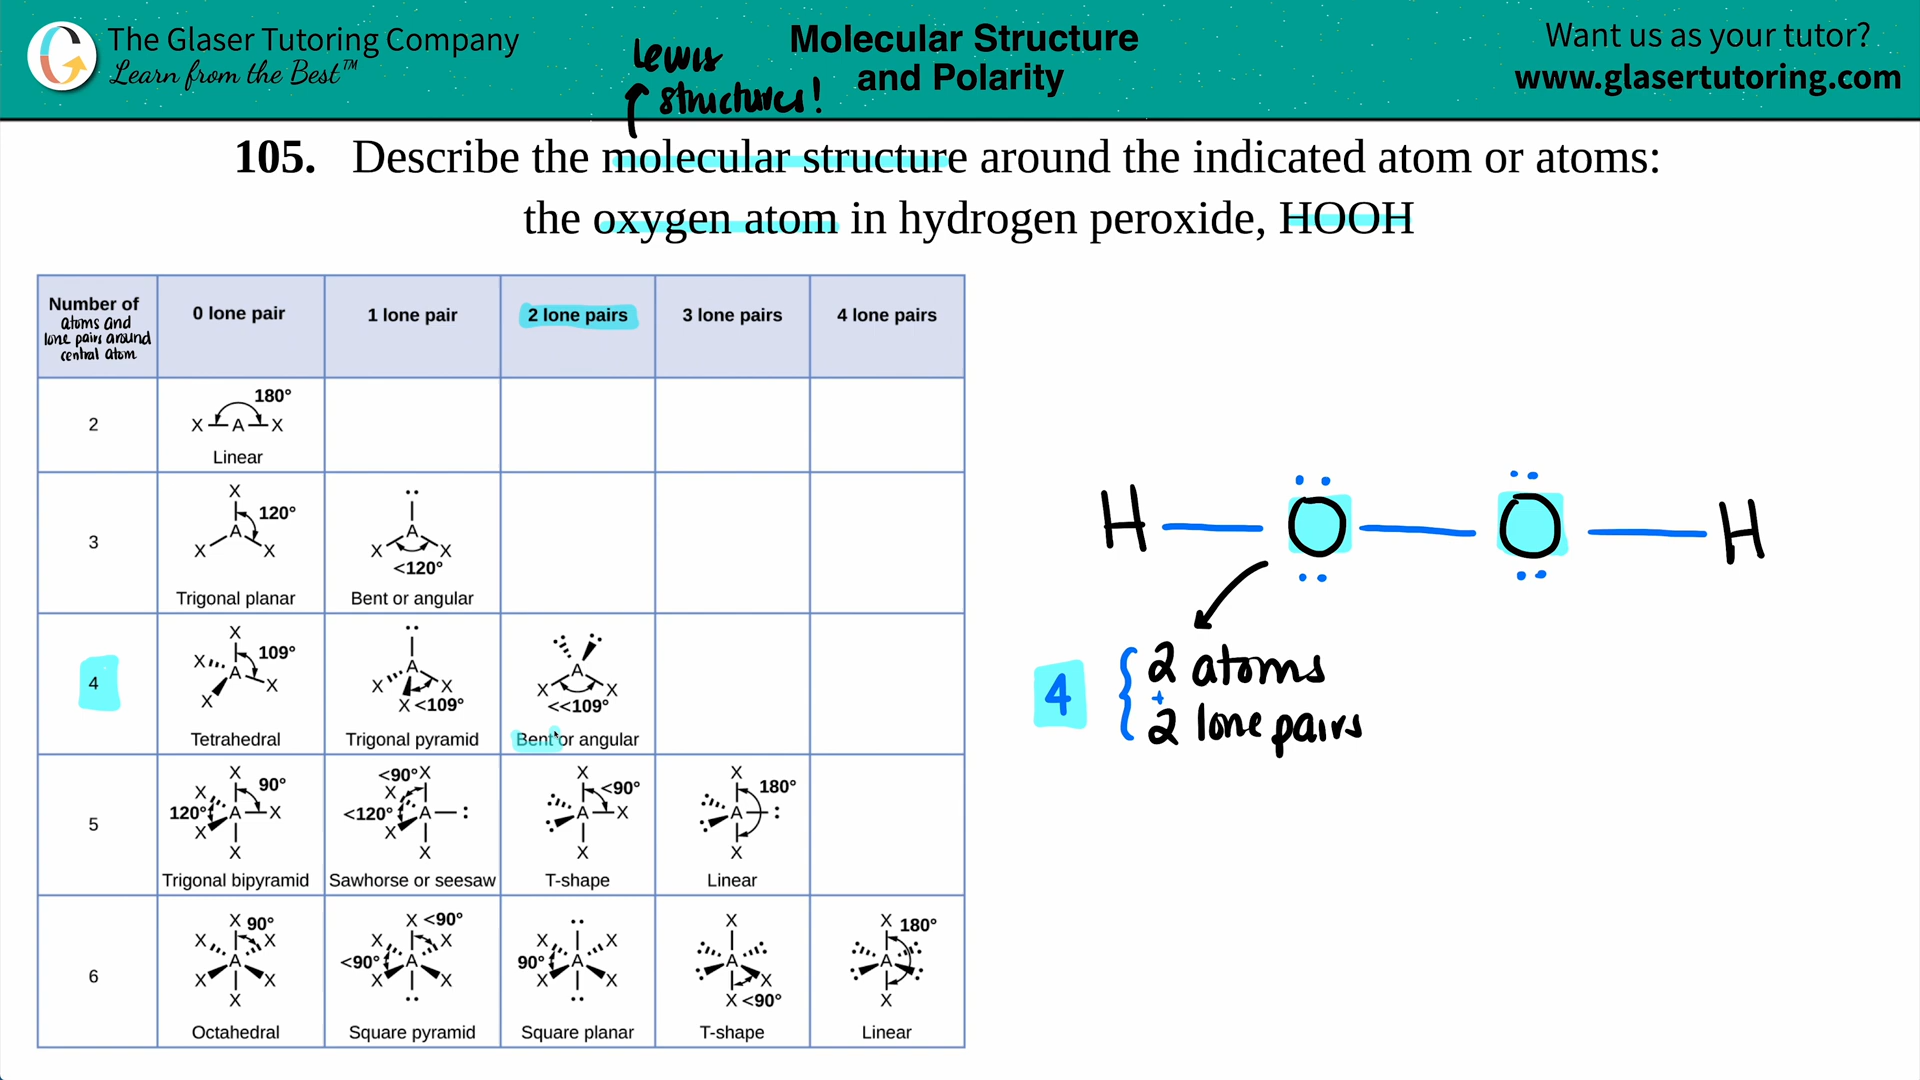 The Glaser Tutoring Company
Learn from the Best™
Lewis
structures!
Molecular Structure
and Polarity
Want us as your tutor?
www.glasertutoring.com
105. Describe the molecular structure around the indicated atom or atoms:
the oxygen atom in hydrogen peroxide, HOOH
Number of
atoms and
lone pairs around
central atom
0 lone pair
1 lone pair
2 lone pairs
3 lone pairs
4 lone pairs
2
180°
X A X
Linear
3
X
120°
A
X X
Trigonal planar
A
X X
<120°
Bent or angular
4
X
109°
X A
X
X
Tetrahedral
A
X X
X <109°
Trigonal pyramid
A
X X
<<109°
Bent or angular
5
X
X 90°
120° A X
X
X
Trigonal bipyramid
<90° X
X
<120° A :
X
X
Sawhorse or seesaw
X
<90°
A X
X
T-shape
X
180°
A :
X
Linear
6
X 90°
X X
A
X X
X
Octahedral
X <90°
X X
<90° A
X X
Square pyramid
X X
90° A
X X
Square planar
X
A
X
X <90°
T-shape
X 180°
A
X
Linear
H — O — O — H
4 { 2 atoms
+
2 lone pairs